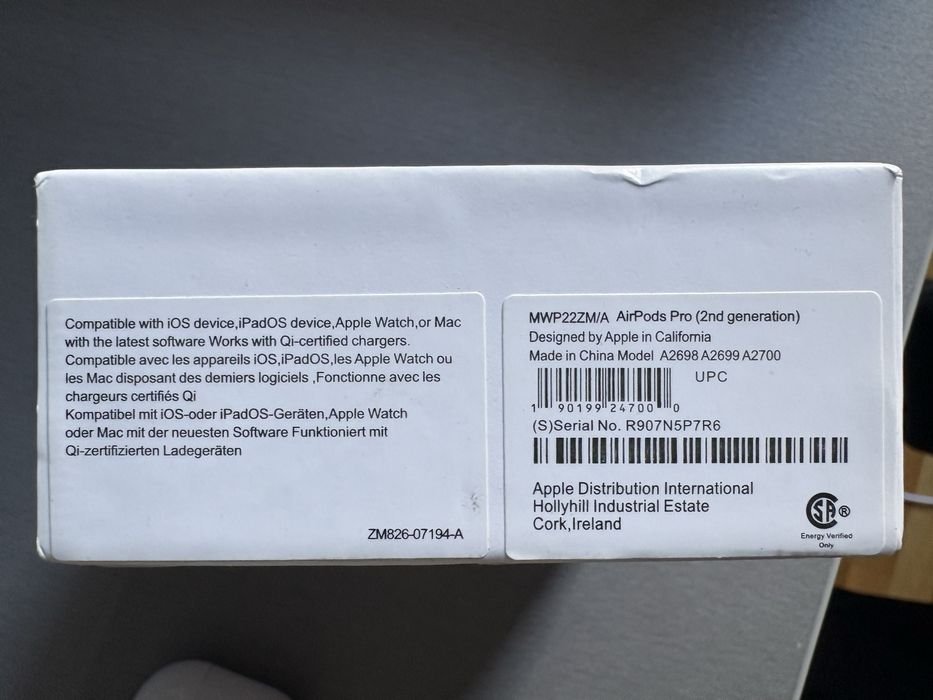 Compatible with iOS device,iPadOS device,Apple Watch,or Mac
with the latest software Works with Qi-certified chargers.
Compatible avec les appareils iOS,iPadOS,les Apple Watch ou
les Mac disposant des demiers logiciels ,Fonctionne avec les
chargeurs certifiés Qi
Kompatibel mit iOS-oder iPadOS-Geräten,Apple Watch
oder Mac mit der neuesten Software Funktioniert mit
Qi-zertifizierten Ladegeräten
ZM826-07194-A
MWP22ZM/A AirPods Pro (2nd generation)
Designed by Apple in California
Made in China Model A2698 A2699 A2700
UPC
1 90199 24700 0
(S)Serial No. R907N5P7R6
Apple Distribution International
Hollyhill Industrial Estate
Cork,Ireland
SA ®
Energy Verified
Only